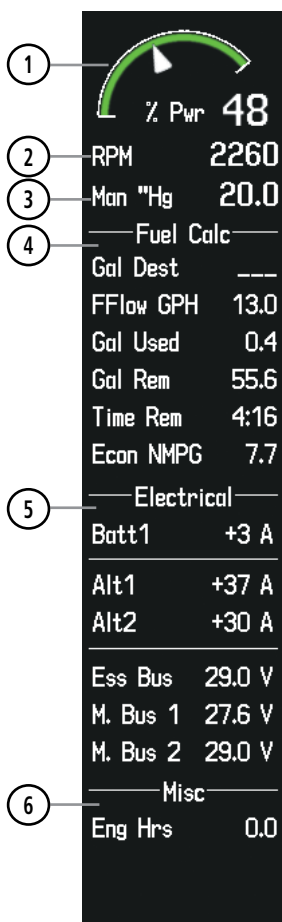 1
% Pwr 48
2 RPM 2260
3 Man "Hg 20.0
4 Fuel Calc
Gal Dest ___
FFlow GPH 13.0
Gal Used 0.4
Gal Rem 55.6
Time Rem 4:16
Econ NMPG 7.7
5 Electrical
Batt1 +3 A
Alt1 +37 A
Alt2 +30 A
Ess Bus 29.0 V
M. Bus 1 27.6 V
M. Bus 2 29.0 V
6 Misc
Eng Hrs 0.0